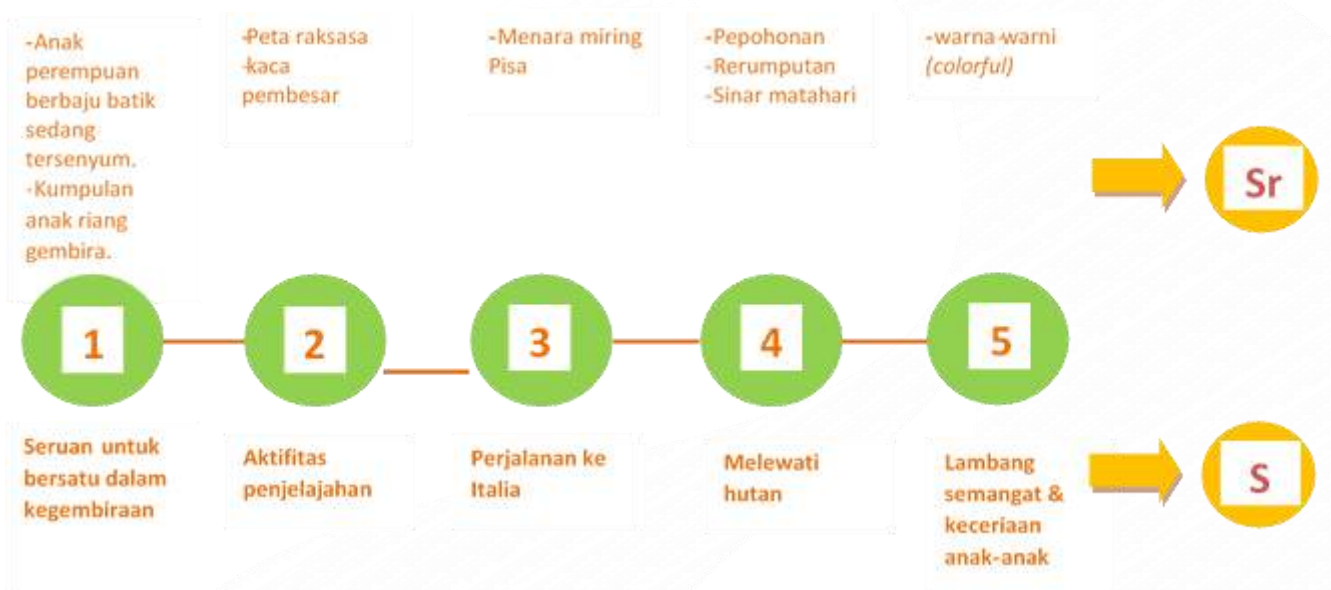 -Anak
perempuan
berbaju batik
sedang
tersenyum.
-Kumpulan
anak riang
gembira.
-Peta raksasa
-kaca
pembesar
-Menara miring
Pisa
-Pepohonan
-Rerumputan
-Sinar matahari
-warna-warni
(colorful)
Sr
1
2
3
4
5
Seruan untuk
bersatu dalam
kegembiraan
Aktifitas
penjelajahan
Perjalanan ke
Italia
Melewati
hutan
Lambang
semangat &
keceriaan
anak-anak
S